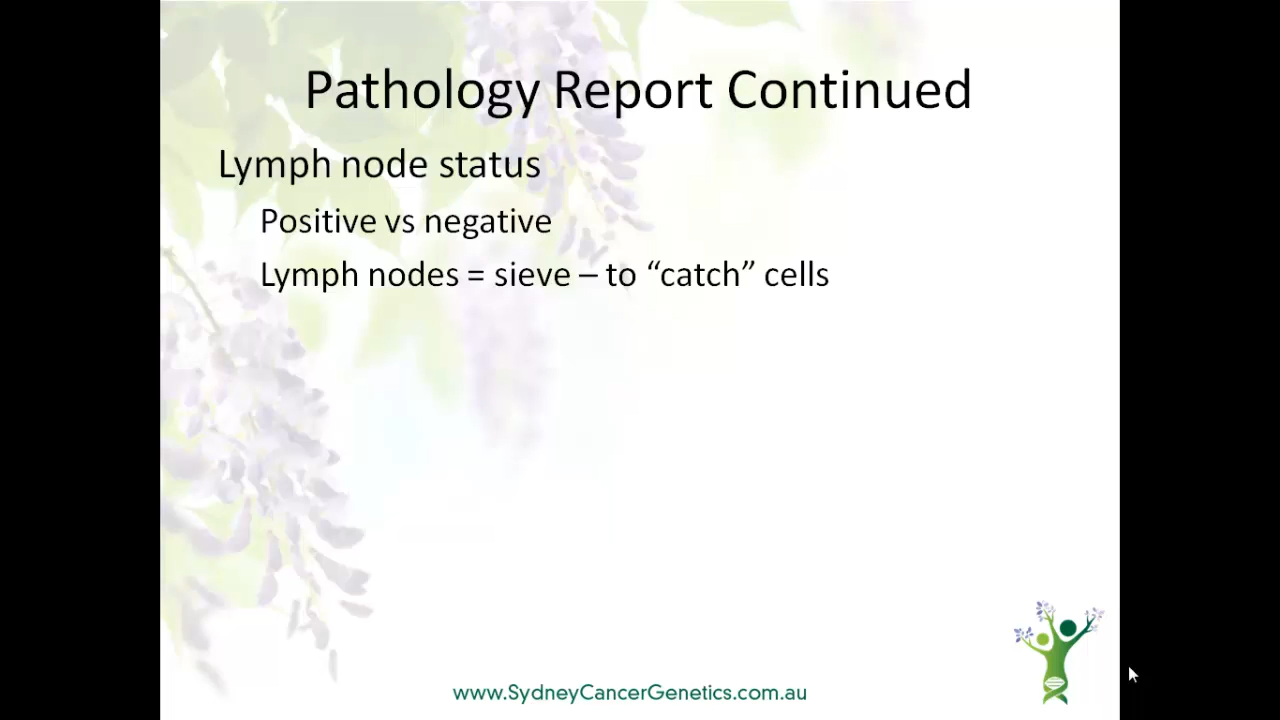 Pathology Report Continued
Lymph node status
Positive vs negative
Lymph nodes = sieve – to “catch” cells
www.SydneyCancerGenetics.com.au